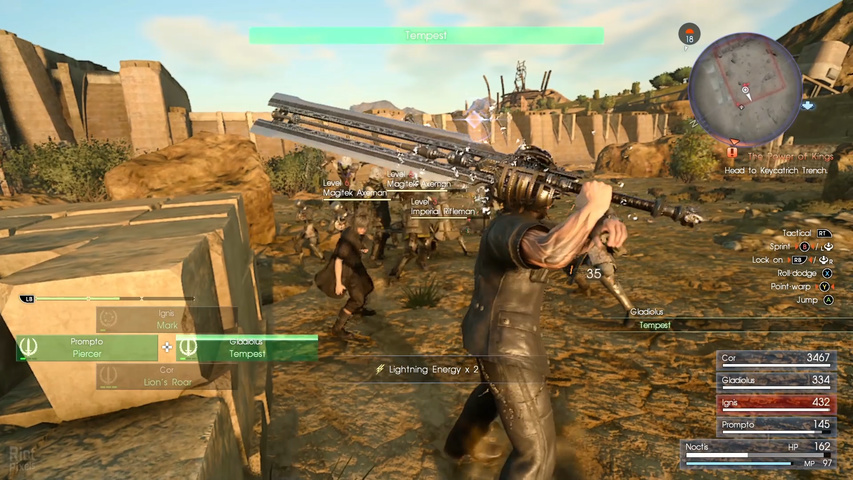 Tempest
18
The Power of Kings
Head to Keycatrich Trench.
Level
Magitek Axeman
Level
Magitek Axeman
Level
Imperial Rifleman
Tactical RT
Sprint B / L
Lock on RB / R
Roll-dodge X
Point-warp Y
Jump A
35
LB
Ignis
Mark
Prompto
Piercer
Gladiolus
Tempest
Cor
Lion's Roar
Gladiolus
Tempest
Lightning Energy x 2
Cor 3467
Gladiolus 334
Ignis 432
Prompto 145
Noctis HP 162
MP 97